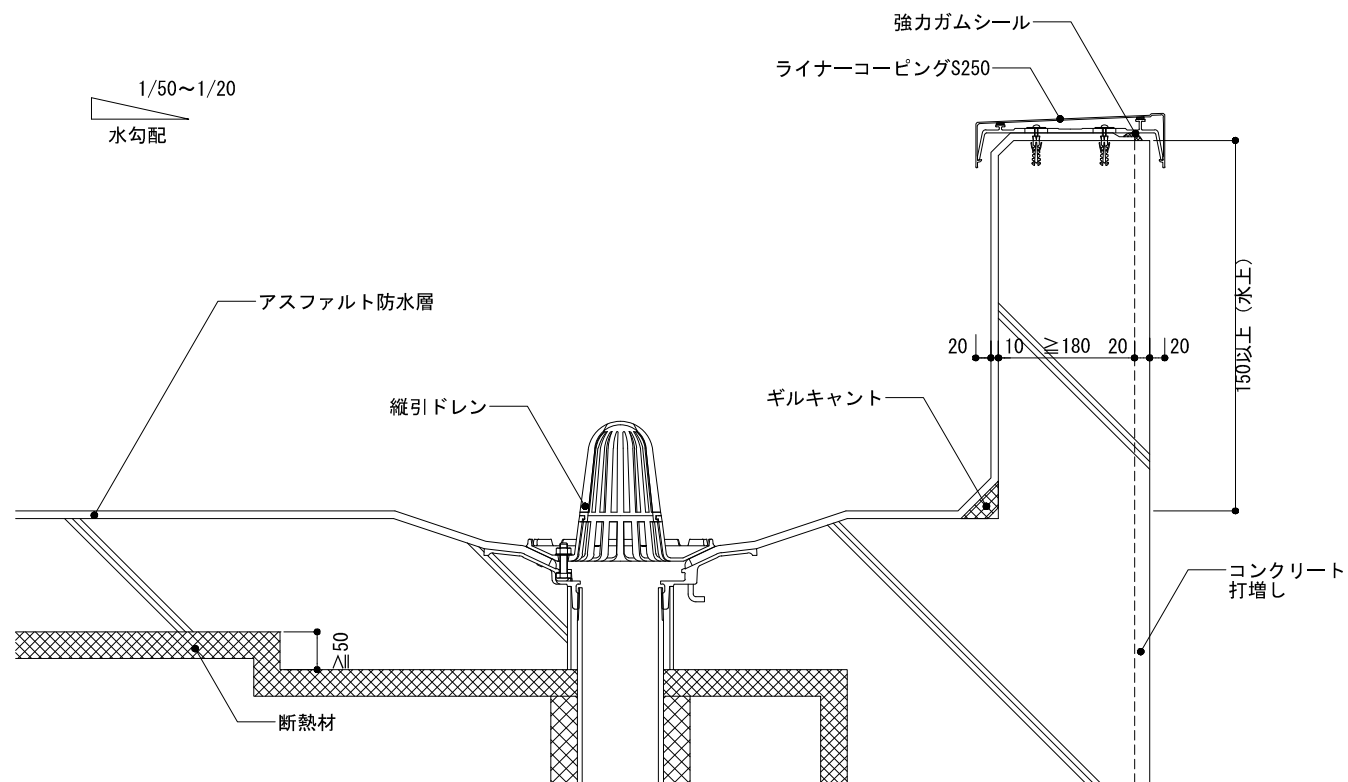 強力ガムシール
ライナーコーピングS250
1/50～1/20
水勾配
アスファルト防水層
150以上（水上）
20 10 ≧180 20 20
縦引ドレン
ギルキャント
コンクリート
打増し
≧50
断熱材